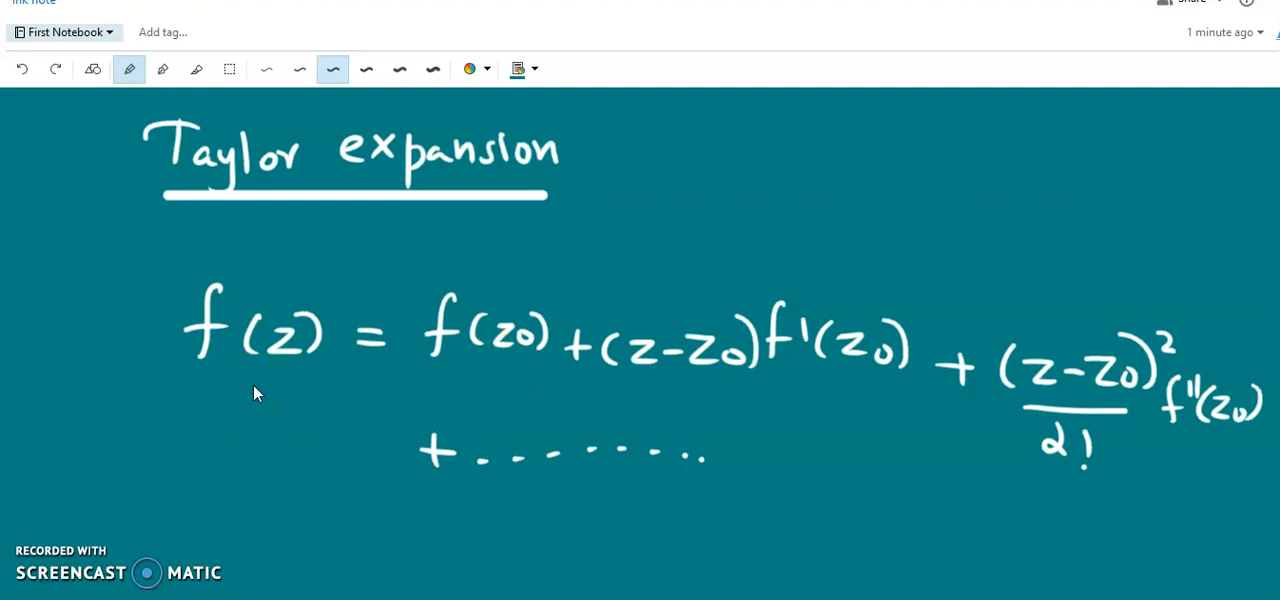 First Notebook
Add tag...
1 minute ago
Taylor expansion
f(z) = f(z0) + (z-z0) f'(z0) + (z-z0)^2 / 2! f''(z0)
+ .........
RECORDED WITH
SCREENCAST MATIC